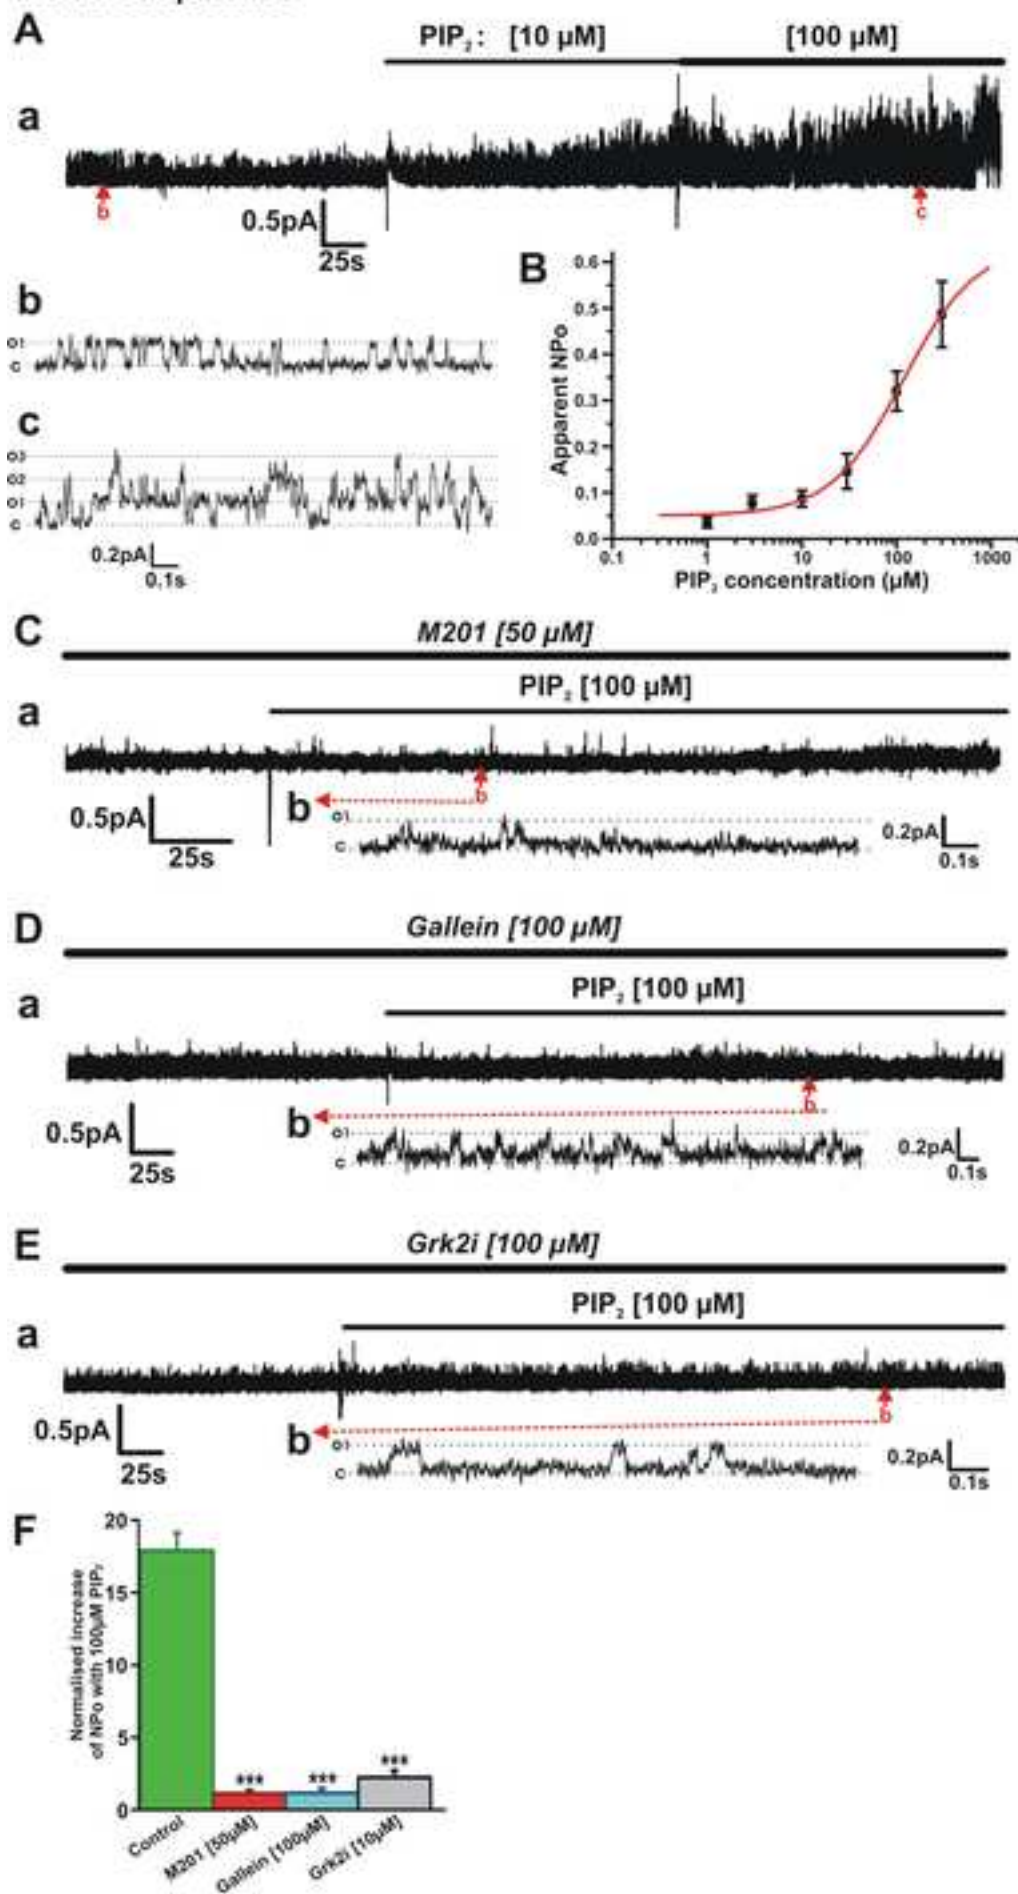 A
PIP₂: [10 µM] [100 µM]
a
b
c
0.5pA
25s
b
o1
c
c
o3
o2
o1
c
0.2pA
0.1s
B
Apparent NPo
0.6
0.5
0.4
0.3
0.2
0.1
0.0
0.1 1 10 100 1000
PIP₂ concentration (µM)
C
M201 [50 µM]
PIP₂ [100 µM]
a
b
0.5pA
25s
b
o1
c
0.2pA
0.1s
D
Gallein [100 µM]
PIP₂ [100 µM]
a
b
0.5pA
25s
b
o1
c
0.2pA
0.1s
E
Grk2i [100 µM]
PIP₂ [100 µM]
a
b
0.5pA
25s
b
o1
c
0.2pA
0.1s
F
Normalised increase
of NPo with 100µM PIP₂
20
15
10
5
0
*** *** ***
Control
M201 [50µM]
Gallein [100µM]
Grk2i [10µM]